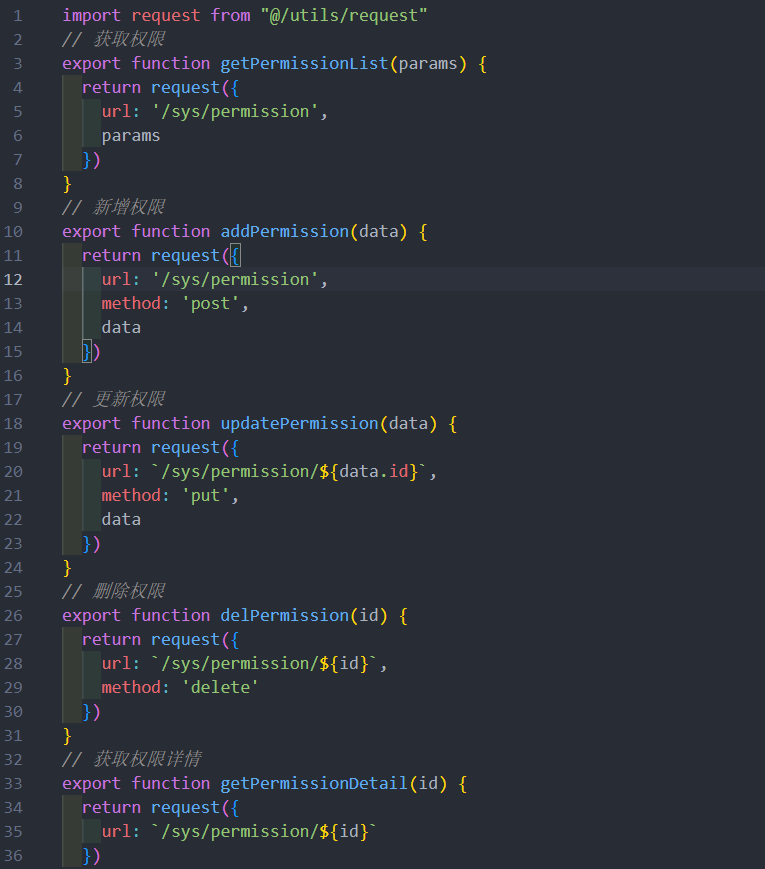 1 import request from "@/utils/request"
2 // 获取权限
3 export function getPermissionList(params) {
4   return request({
5     url: '/sys/permission',
6     params
7   })
8 }
9 // 新增权限
10 export function addPermission(data) {
11   return request({
12     url: '/sys/permission',
13     method: 'post',
14     data
15   })
16 }
17 // 更新权限
18 export function updatePermission(data) {
19   return request({
20     url: `/sys/permission/${data.id}`,
21     method: 'put',
22     data
23   })
24 }
25 // 删除权限
26 export function delPermission(id) {
27   return request({
28     url: `/sys/permission/${id}`,
29     method: 'delete'
30   })
31 }
32 // 获取权限详情
33 export function getPermissionDetail(id) {
34   return request({
35     url: `/sys/permission/${id}`
36   })